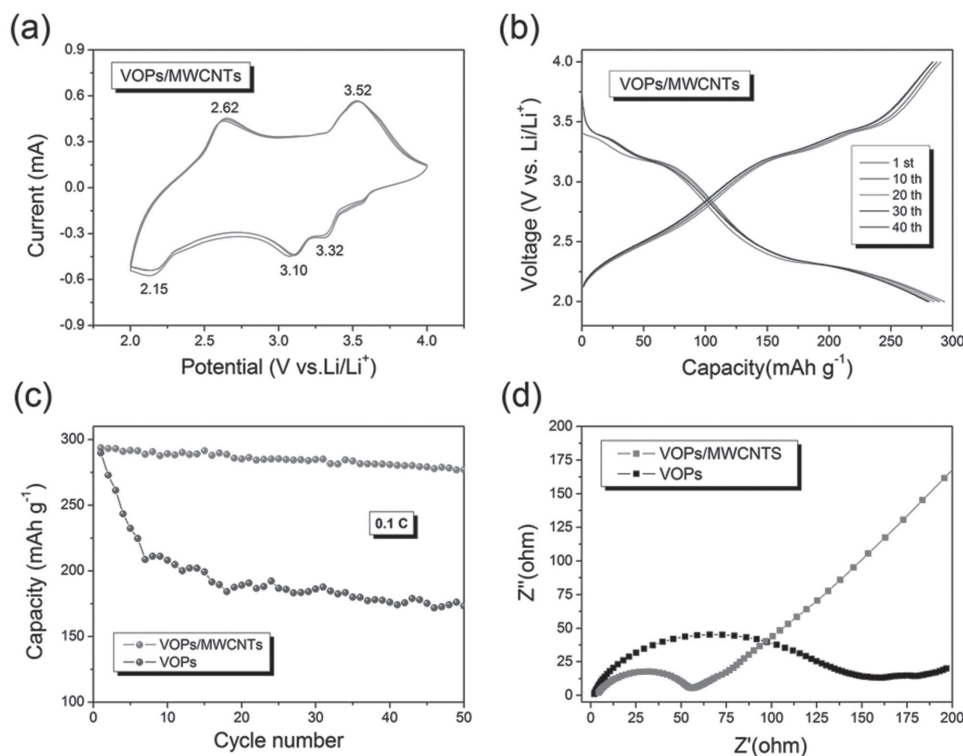 (a)
VOPs/MWCNTs
0.9
0.6
0.3
0.0
-0.3
-0.6
-0.9
Current (mA)
2.62
3.52
2.15
3.10
3.32
2.0 2.5 3.0 3.5 4.0
Potential (V vs.Li/Li⁺)
(b)
VOPs/MWCNTs
4.0
3.5
3.0
2.5
2.0
Voltage (V vs. Li/Li⁺)
1 st
10 th
20 th
30 th
40 th
0 50 100 150 200 250 300
Capacity(mAh g⁻¹)
(c)
300
250
200
150
100
Capacity (mAh g⁻¹)
0.1 C
VOPs/MWCNTs
VOPs
0 10 20 30 40 50
Cycle number
(d)
200
175
150
125
100
75
50
25
0
Z''(ohm)
VOPs/MWCNTS
VOPs
0 25 50 75 100 125 150 175 200
Z'(ohm)